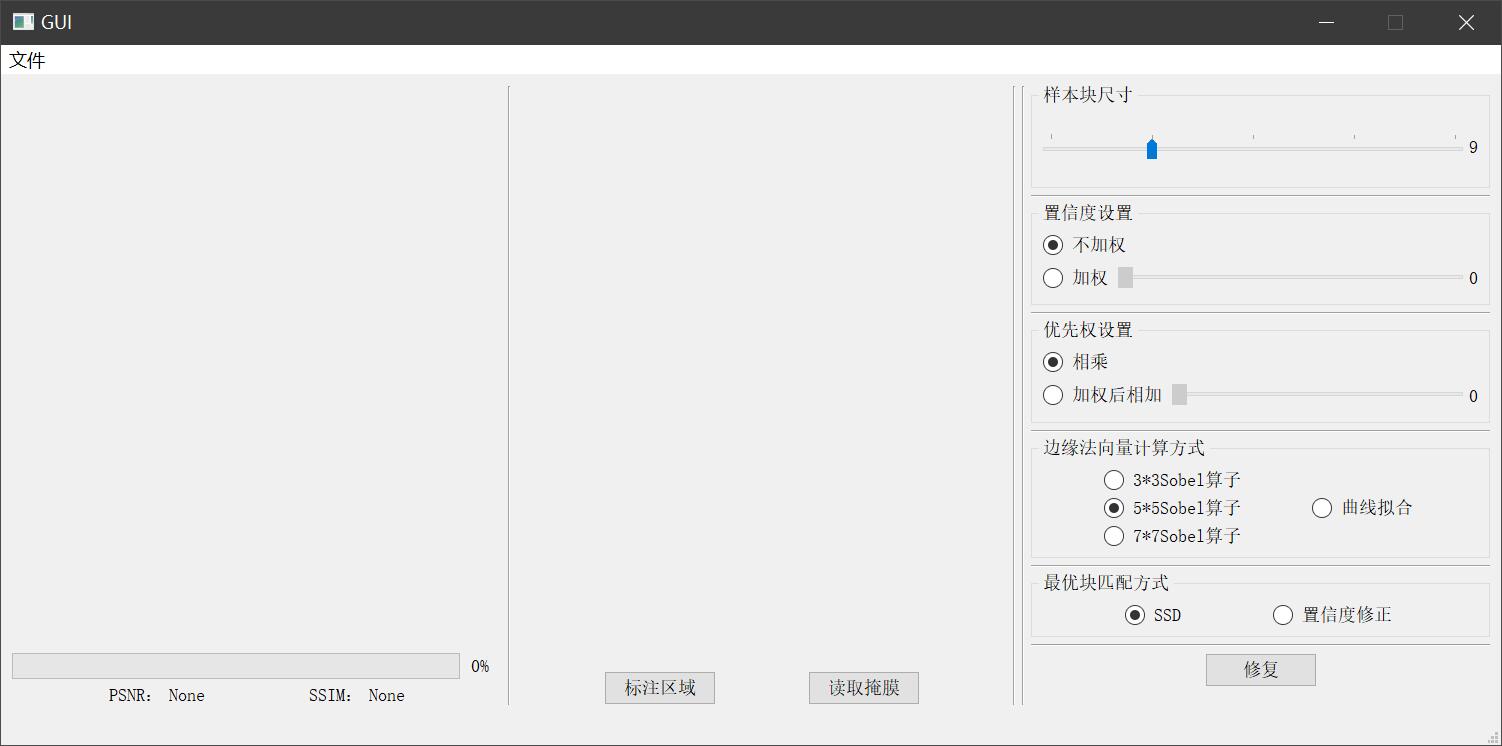 GUI
文件
样本块尺寸
9
置信度设置
不加权
加权
0
优先权设置
相乘
加权后相加
0
边缘法向量计算方式
3*3Sobel算子
5*5Sobel算子
曲线拟合
7*7Sobel算子
最优块匹配方式
SSD
置信度修正
0%
PSNR: None
SSIM: None
标注区域
读取掩膜
修复